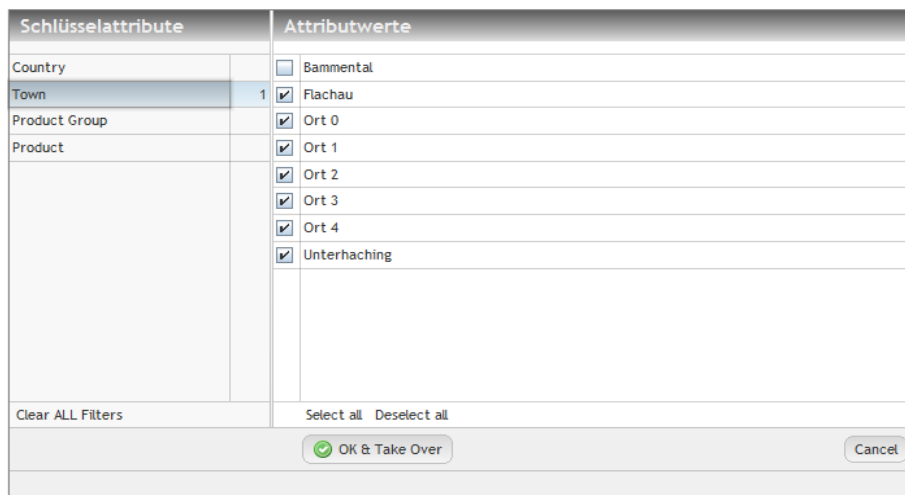 Schlüsselattribute Attributwerte
Country Bammental
Town 1 Flachau
Product Group Ort 0
Product Ort 1
Ort 2
Ort 3
Ort 4
Unterhaching
Clear ALL Filters Select all Deselect all
OK & Take Over Cancel